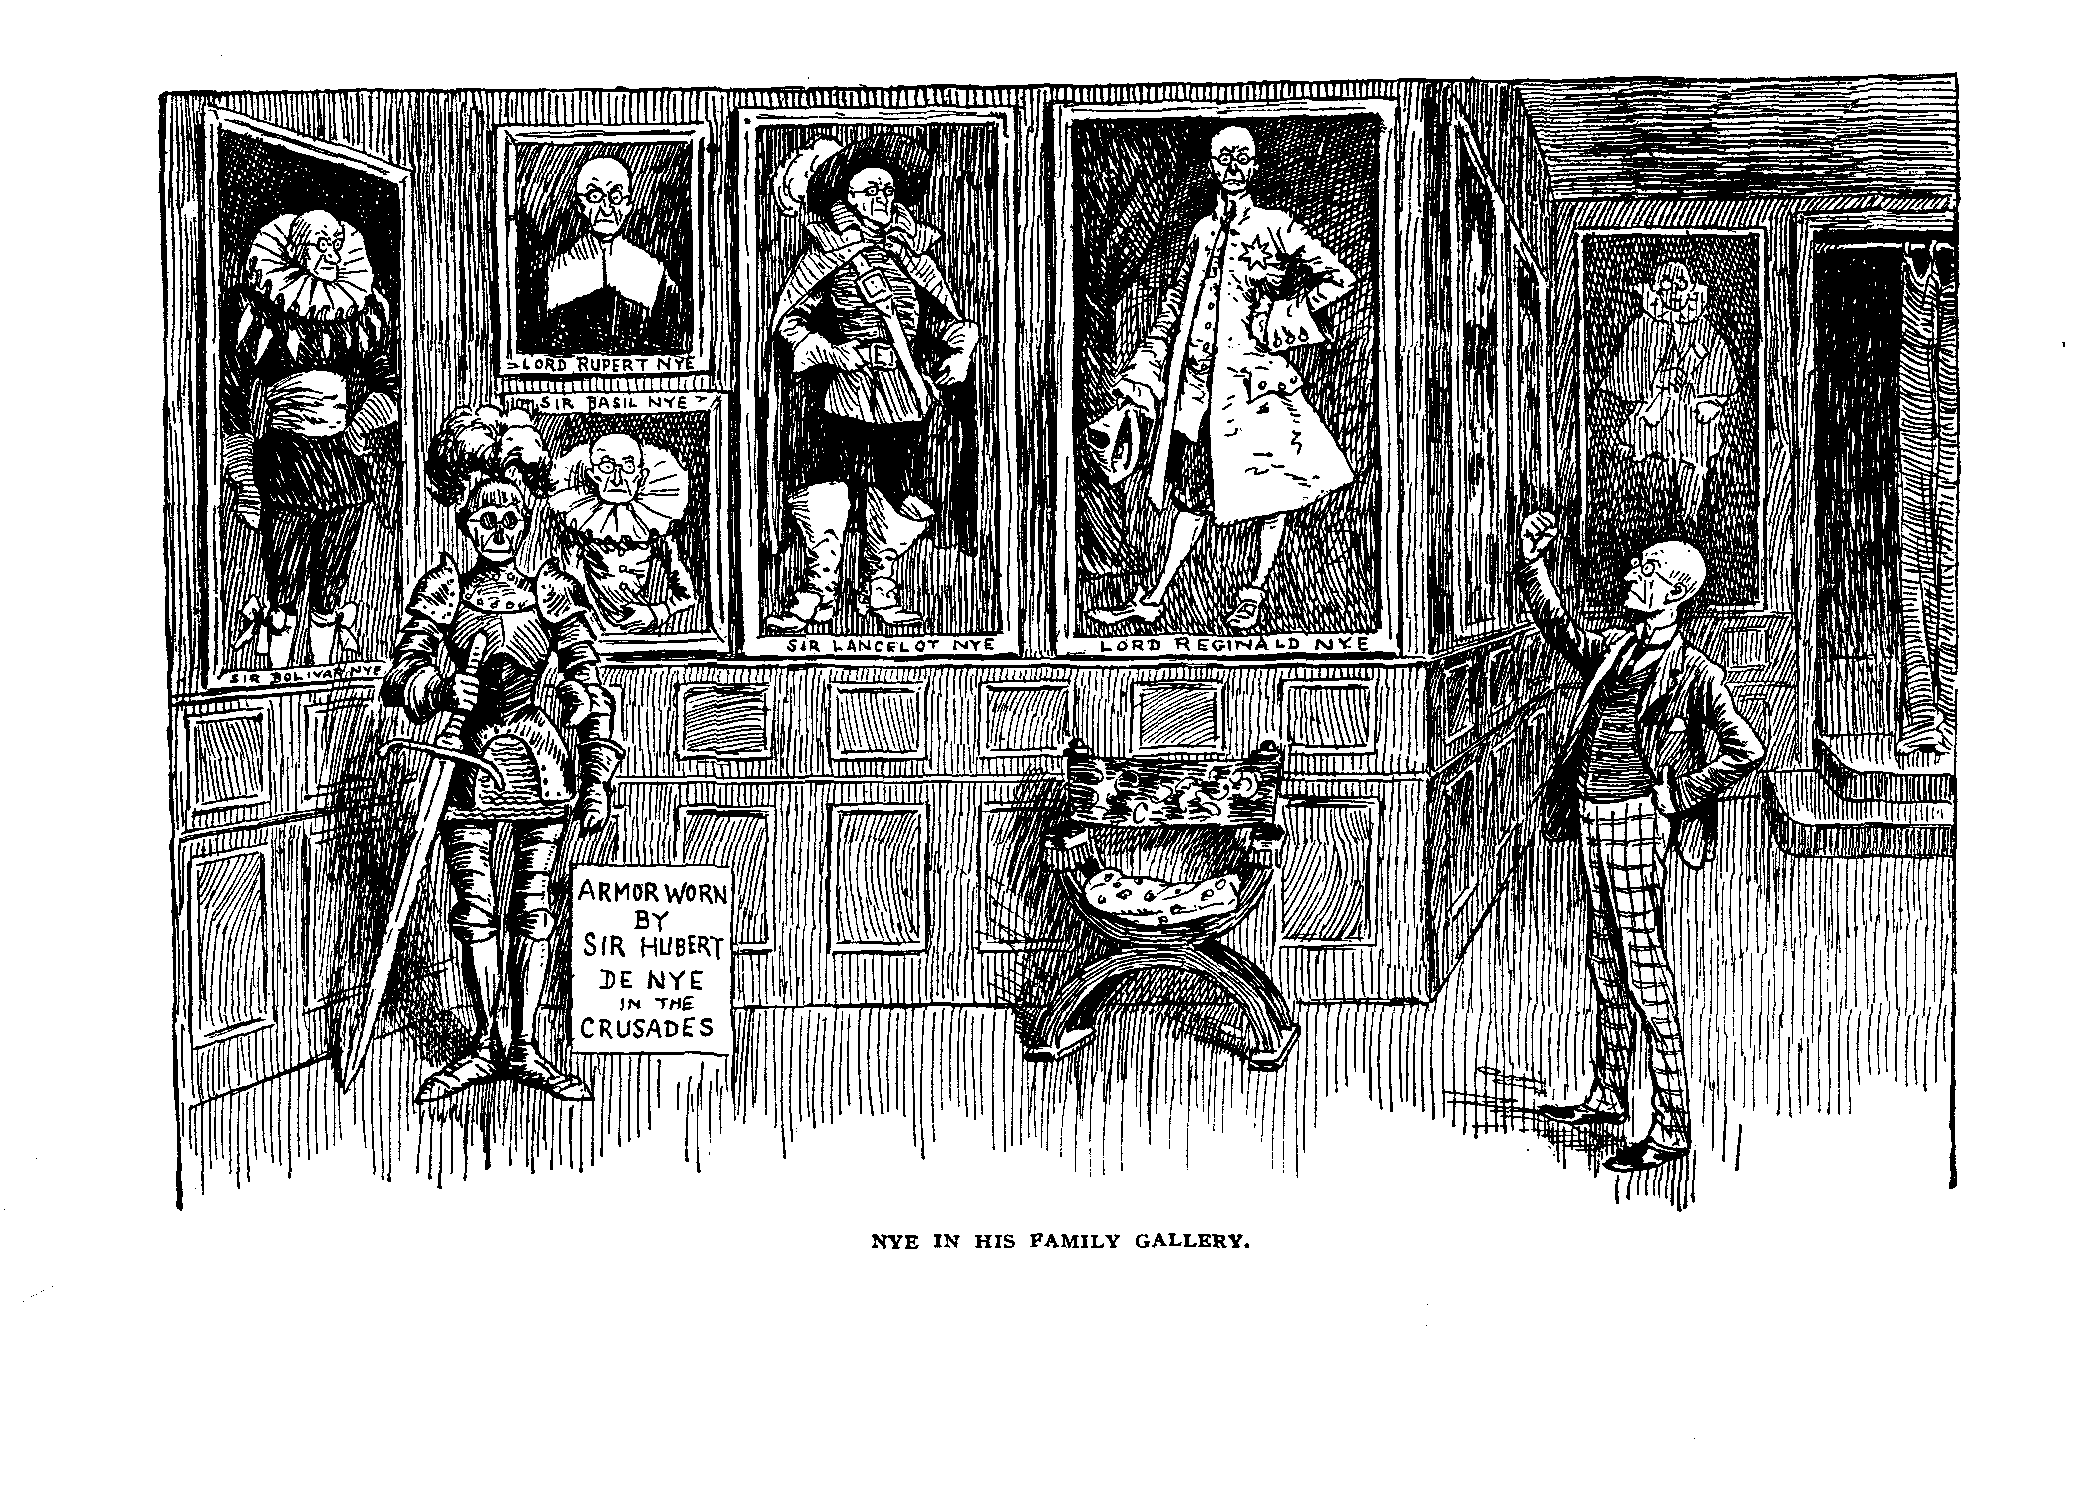 LORD RUPERT NYE
SIR BASIL NYE
SIR BOLIVAR NYE
SIR LANCELOT NYE
LORD REGINALD NYE
ARMOR WORN
BY
SIR HUBERT
DE NYE
IN THE
CRUSADES
NYE IN HIS FAMILY GALLERY.